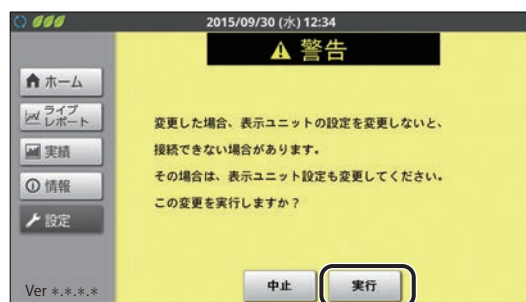 2015/09/30 (水) 12:34
警告
ホーム
ライブ
レポート
実績
情報
設定
Ver *.*.*.*
変更した場合、表示ユニットの設定を変更しないと、
接続できない場合があります。
その場合は、表示ユニット設定も変更してください。
この変更を実行しますか？
中止
実行